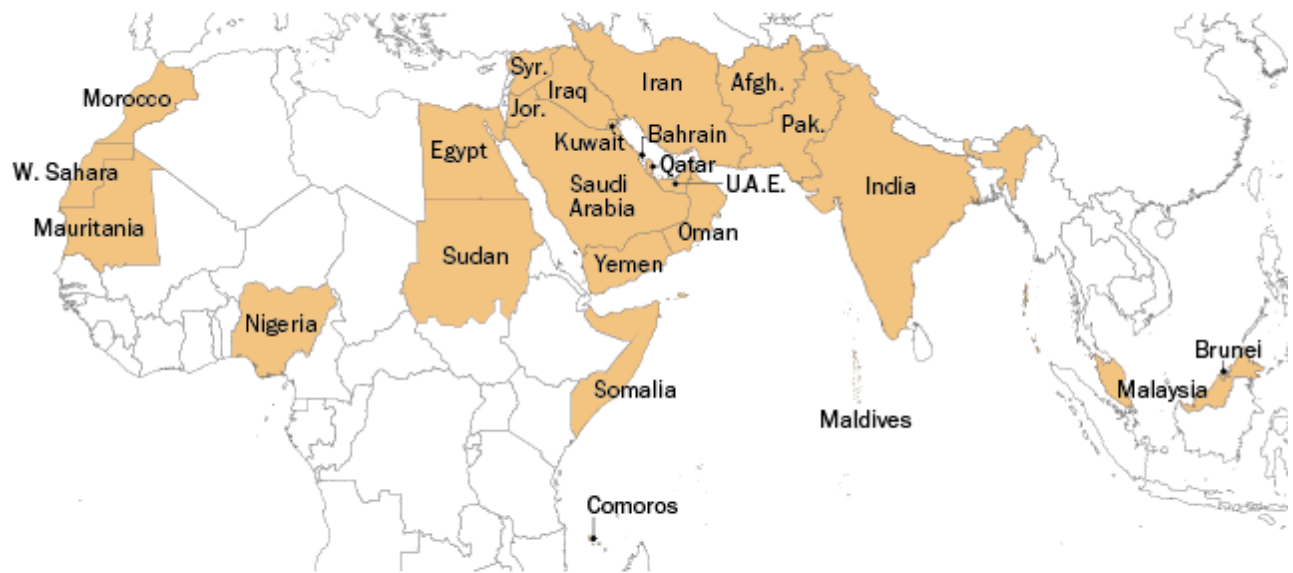 Morocco
W. Sahara
Mauritania
Nigeria
Egypt
Sudan
Syr.
Jor.
Iraq
Iran
Afgh.
Pak.
Kuwait
Bahrain
Qatar
U.A.E.
Saudi
Arabia
Oman
Yemen
Somalia
Comoros
India
Maldives
Brunei
Malaysia